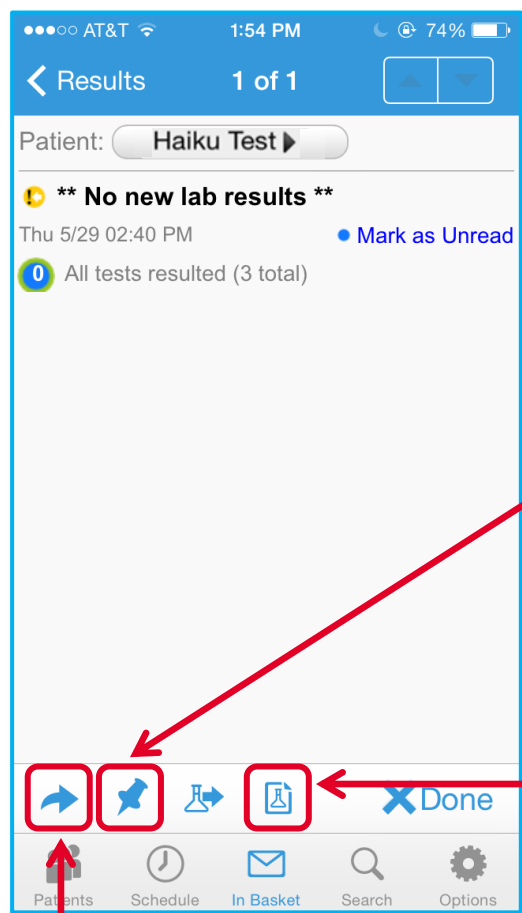 AT&T 1:54 PM 74%
Results 1 of 1
Patient: Haiku Test
** No new lab results **
Thu 5/29 02:40 PM Mark as Unread
0 All tests resulted (3 total)
Done
Patients Schedule In Basket Search Options